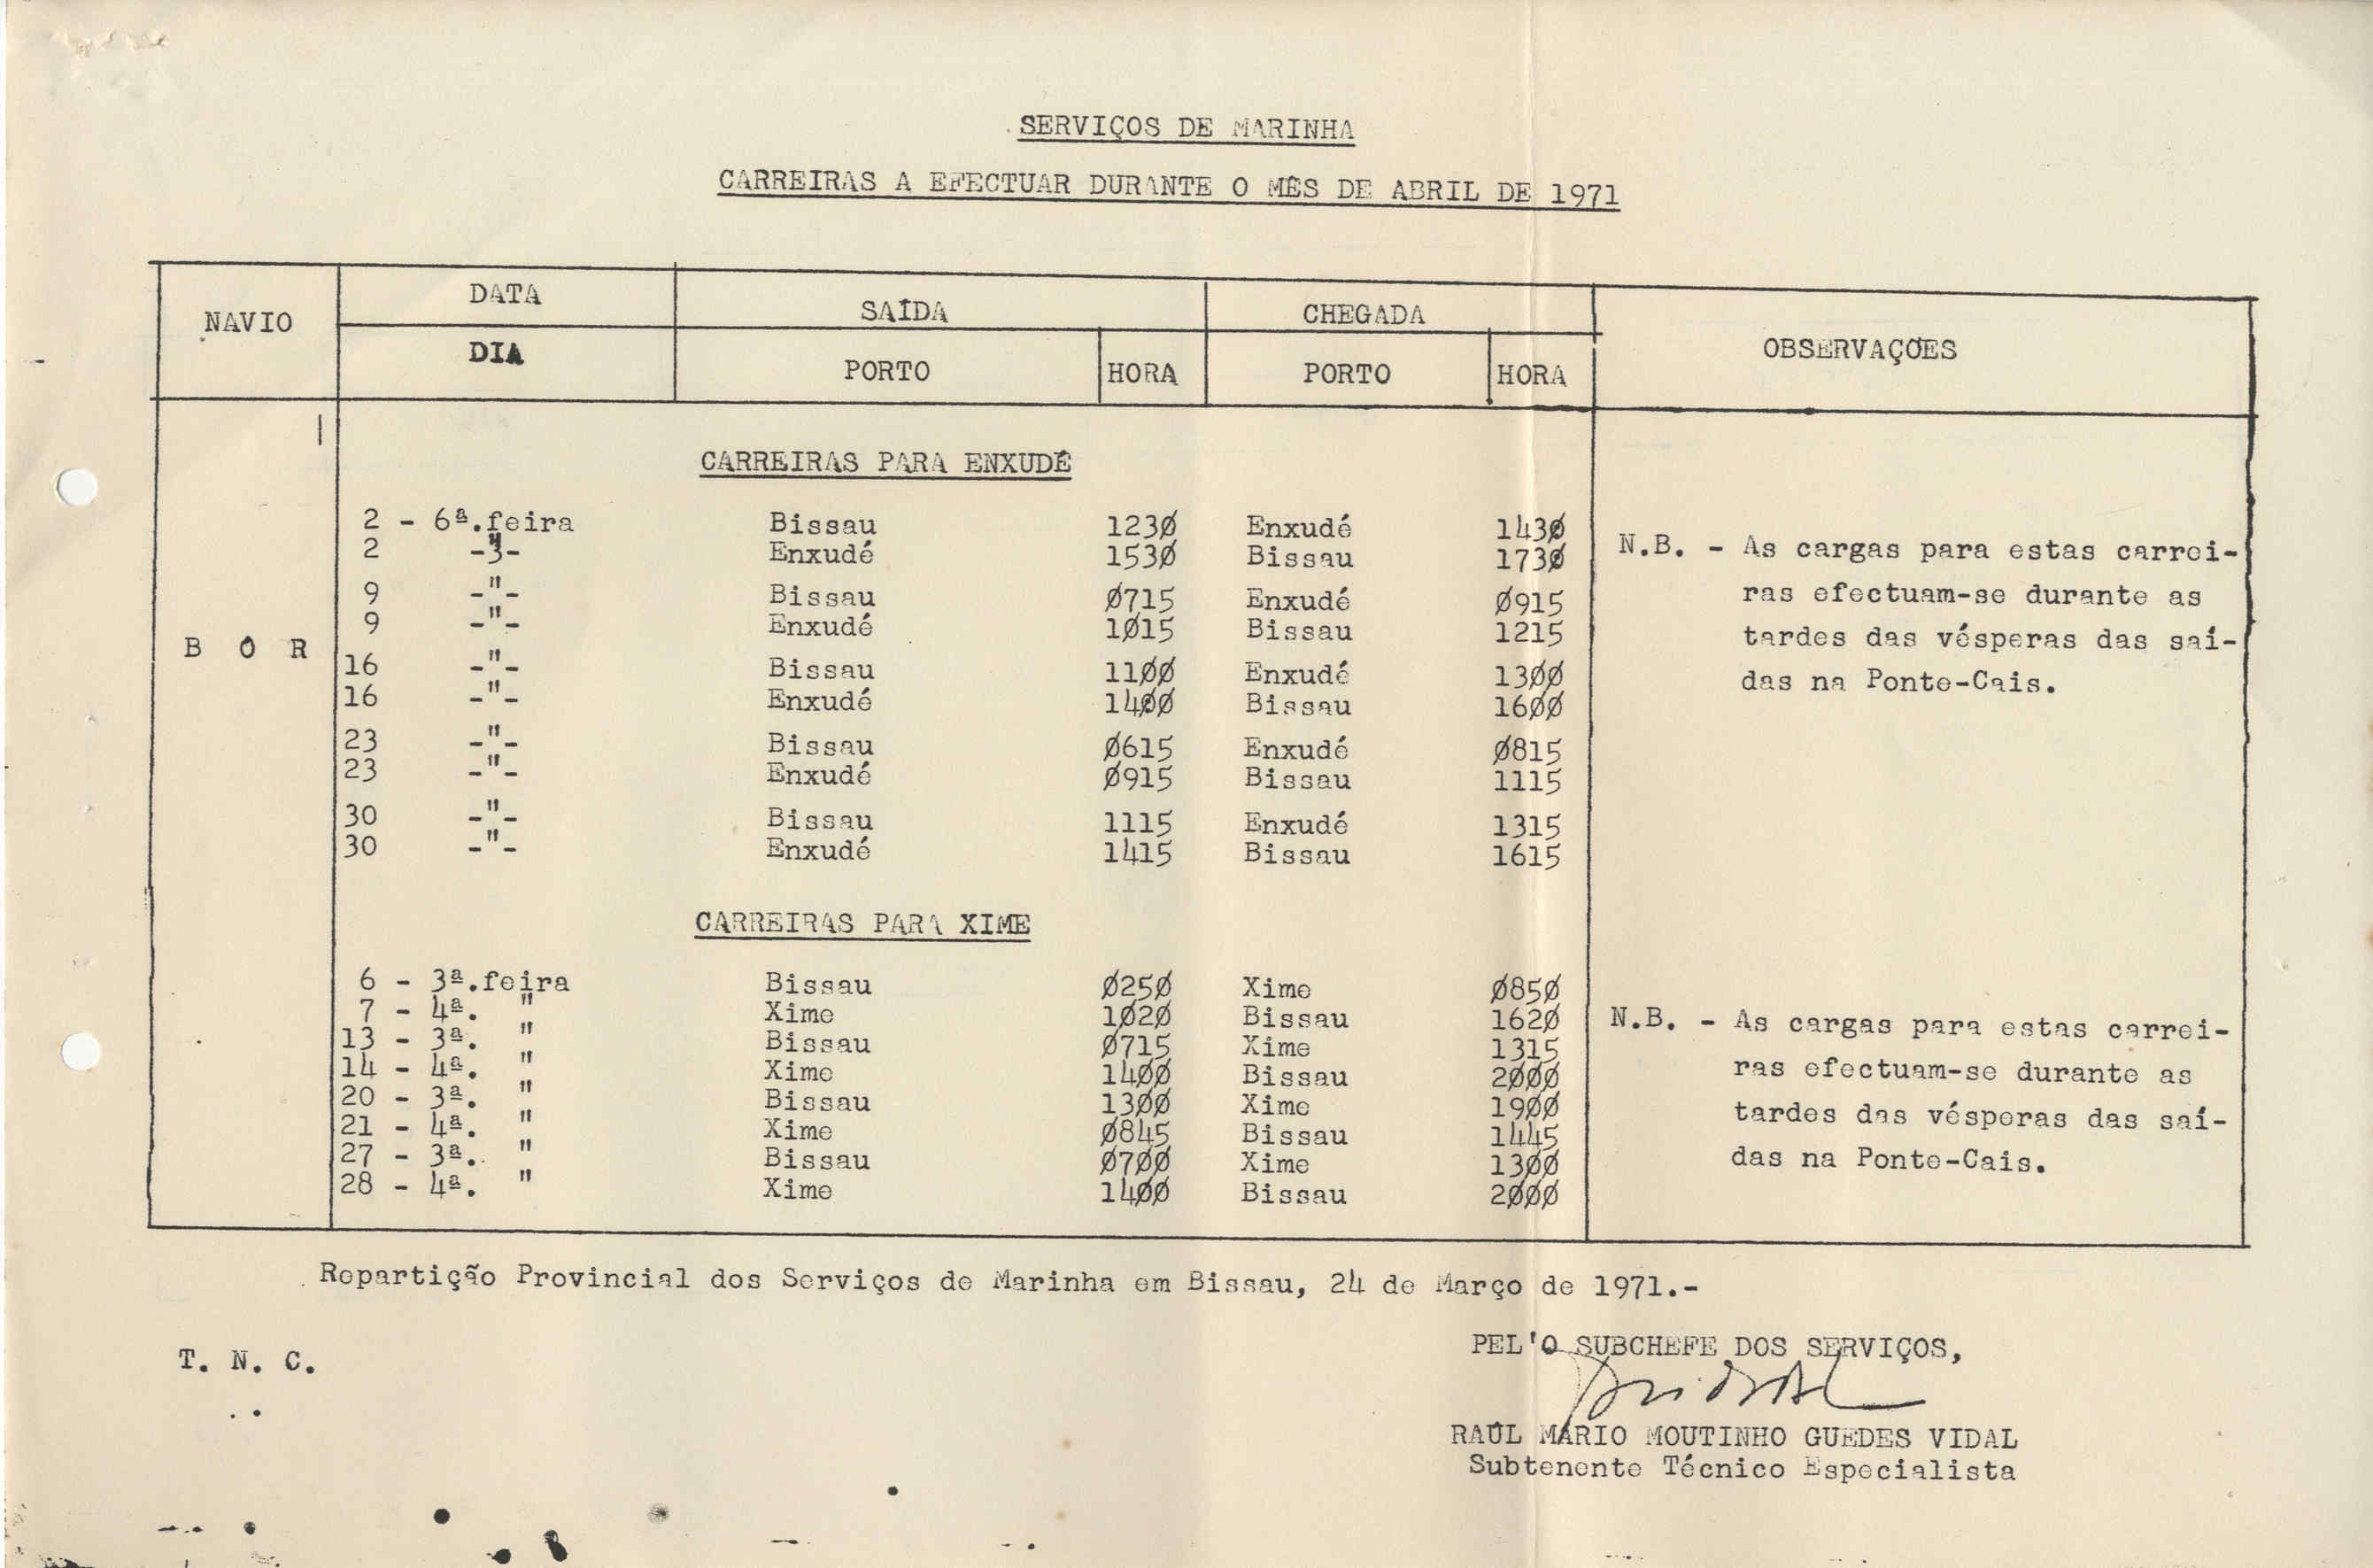 SERVIÇOS DE MARINHA
CARREIRAS A EFECTUAR DURANTE O MÊS DE ABRIL DE 1971
NAVIO DATA SAÍDA CHEGADA OBSERVAÇÕES
DIA PORTO HORA PORTO HORA
CARREIRAS PARA ENXUDÉ
2 - 6ª.feira Bissau 123Ø Enxudé 143Ø
2 -"- Enxudé 153Ø Bissau 173Ø
9 -"- Bissau Ø715 Enxudé Ø915
9 -"- Enxudé 1Ø15 Bissau 1215
B Ó R
16 -"- Bissau 11ØØ Enxudé 13ØØ
16 -"- Enxudé 14ØØ Bissau 16ØØ
23 -"- Bissau Ø615 Enxudé Ø815
23 -"- Enxudé Ø915 Bissau 1115
30 -"- Bissau 1115 Enxudé 1315
30 -"- Enxudé 1415 Bissau 1615
N.B. - As cargas para estas carrei-
ras efectuam-se durante as
tardes das vésperas das saí-
das na Ponte-Cais.
CARREIRAS PARA XIME
6 - 3ª.feira Bissau Ø25Ø Xime Ø85Ø
7 - 4ª. " Xime 1Ø2Ø Bissau 162Ø
13 - 3ª. " Bissau Ø715 Xime 1315
14 - 4ª. " Xime 14ØØ Bissau 2ØØØ
20 - 3ª. " Bissau 13ØØ Xime 19ØØ
21 - 4ª. " Xime Ø845 Bissau 1445
27 - 3ª. " Bissau Ø7ØØ Xime 13ØØ
28 - 4ª. " Xime 14ØØ Bissau 2ØØØ
N.B. - As cargas para estas carrei-
ras efectuam-se durante as
tardes das vésperas das saí-
das na Ponte-Cais.
Repartição Provincial dos Serviços de Marinha em Bissau, 24 de Março de 1971.-
T. N. C.
PEL'O SUBCHEFE DOS SERVIÇOS,
RAÚL MÁRIO MOUTINHO GUEDES VIDAL
Subtenente Técnico Especialista